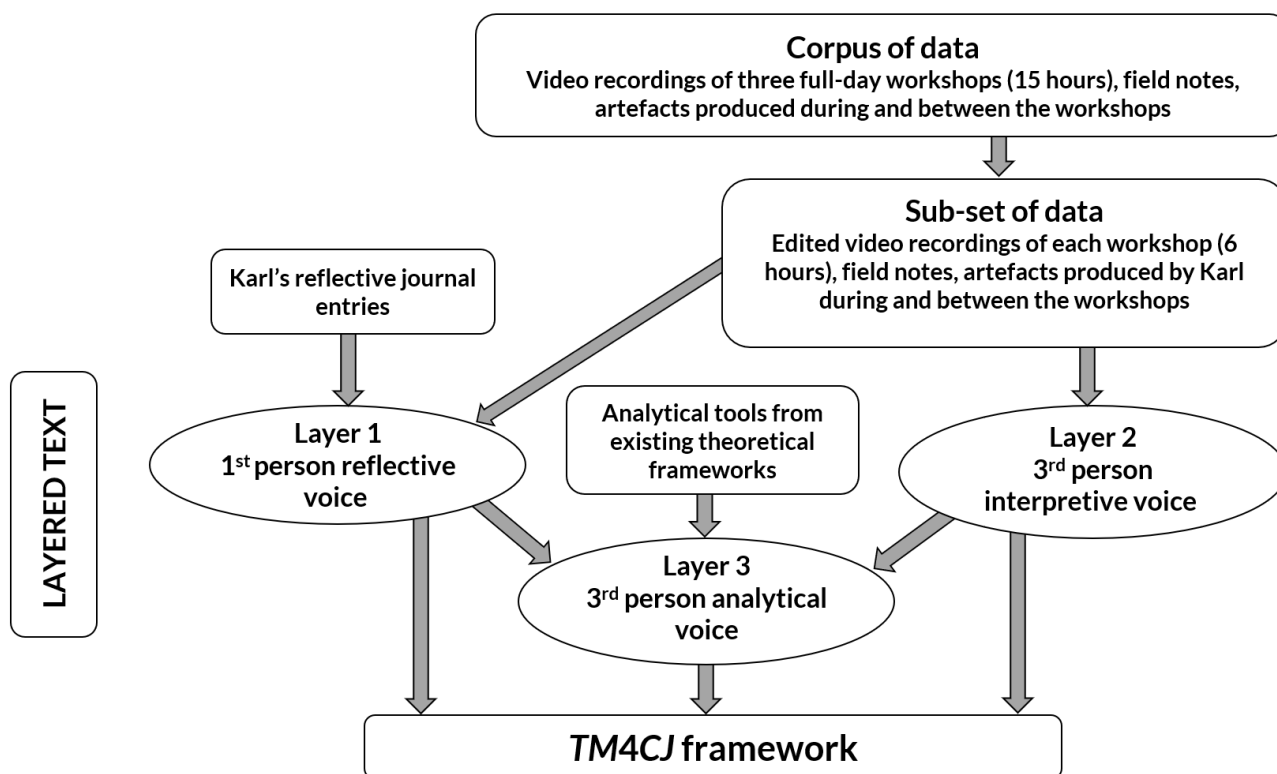 Corpus of data
Video recordings of three full-day workshops (15 hours), field notes,
artefacts produced during and between the workshops
Sub-set of data
Edited video recordings of each workshop (6
hours), field notes, artefacts produced by Karl
during and between the workshops
Karl’s reflective journal
entries
LAYERED TEXT
Layer 1
1st person reflective
voice
Analytical tools from
existing theoretical
frameworks
Layer 2
3rd person
interpretive voice
Layer 3
3rd person analytical
voice
TM4CJ framework